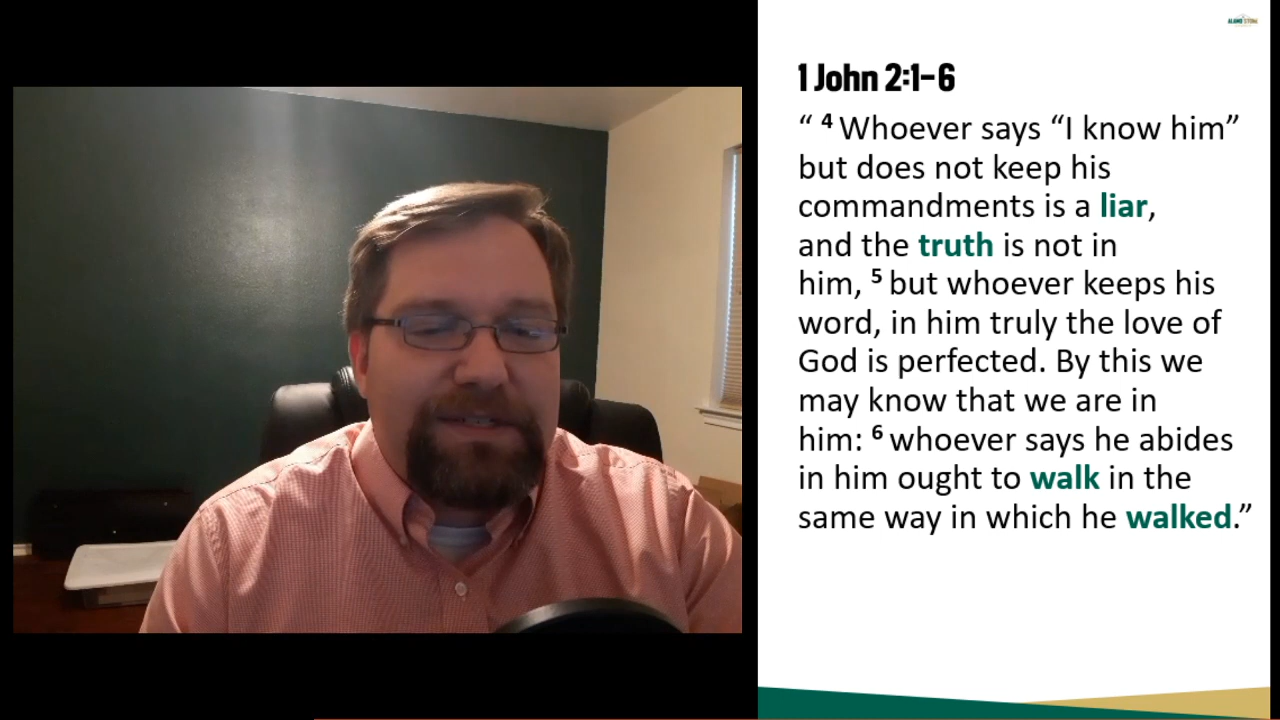 ALAMO STONE
1 John 2:1-6
“ 4 Whoever says “I know him”
but does not keep his
commandments is a liar,
and the truth is not in
him, 5 but whoever keeps his
word, in him truly the love of
God is perfected. By this we
may know that we are in
him: 6 whoever says he abides
in him ought to walk in the
same way in which he walked.”